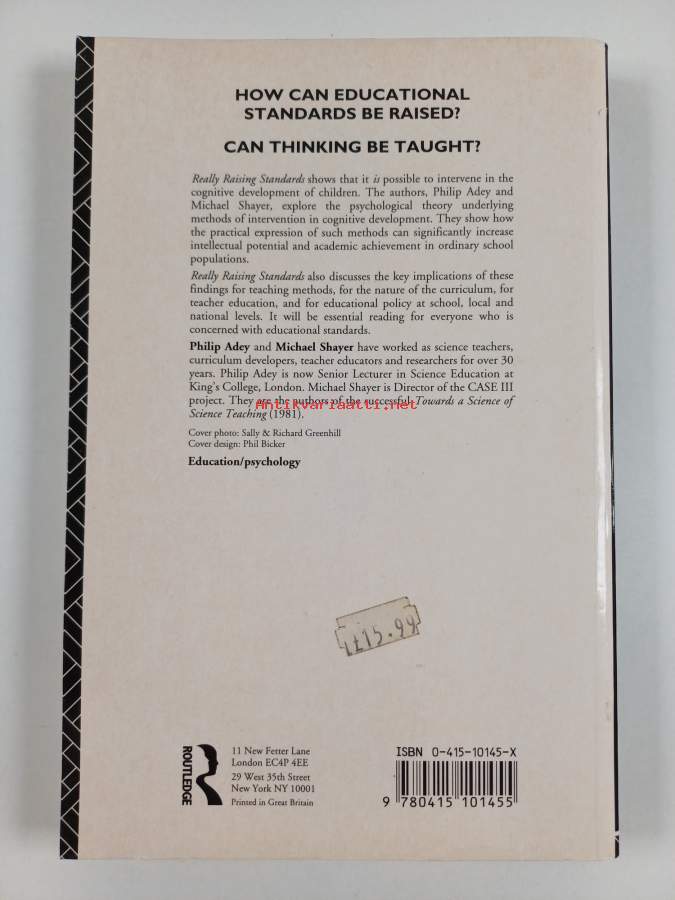 HOW CAN EDUCATIONAL
STANDARDS BE RAISED?
CAN THINKING BE TAUGHT?
Really Raising Standards shows that it is possible to intervene in the
cognitive development of children. The authors, Philip Adey and
Michael Shayer, explore the psychological theory underlying
methods of intervention in cognitive development. They show how
the practical expression of such methods can significantly increase
intellectual potential and academic achievement in ordinary school
populations.
Really Raising Standards also discusses the key implications of these
findings for teaching methods, for the nature of the curriculum, for
teacher education, and for educational policy at school, local and
national levels. It will be essential reading for everyone who is
concerned with educational standards.
Philip Adey and Michael Shayer have worked as science teachers,
curriculum developers, teacher educators and researchers for over 30
years. Philip Adey is now Senior Lecturer in Science Education at
King's College, London. Michael Shayer is Director of the CASE III
project. They are the authors of the successful Towards a Science of
Antikvariaatti.net
Science Teaching (1981).
Cover photo: Sally & Richard Greenhill
Cover design: Phil Bicker
Education/psychology
£15.99
ROUTLEDGE
11 New Fetter Lane
London EC4P 4EE
29 West 35th Street
New York NY 10001
Printed in Great Britain
ISBN 0-415-10145-X
9 780415 101455